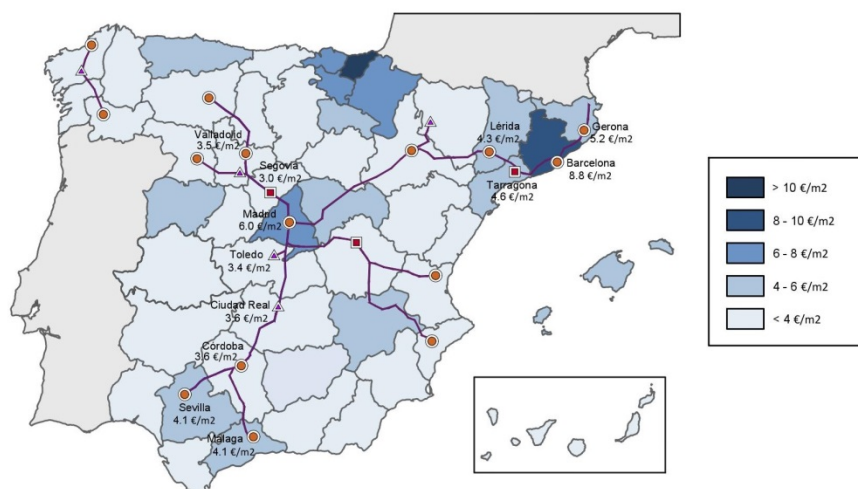 Valladolid
3.5 €/m2
Segovia
3.0 €/m2
Lérida
4.3 €/m2
Gerona
5.2 €/m2
Barcelona
8.8 €/m2
Tarragona
4.6 €/m2
Madrid
6.0 €/m2
Toledo
3.4 €/m2
Ciudad Real
3.6 €/m2
Córdoba
3.6 €/m2
Sevilla
4.1 €/m2
Málaga
4.1 €/m2
> 10 €/m2
8 - 10 €/m2
6 - 8 €/m2
4 - 6 €/m2
< 4 €/m2